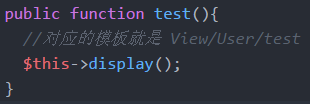 public function test(){
//对应的模板就是 View/User/test
$this->display();
}